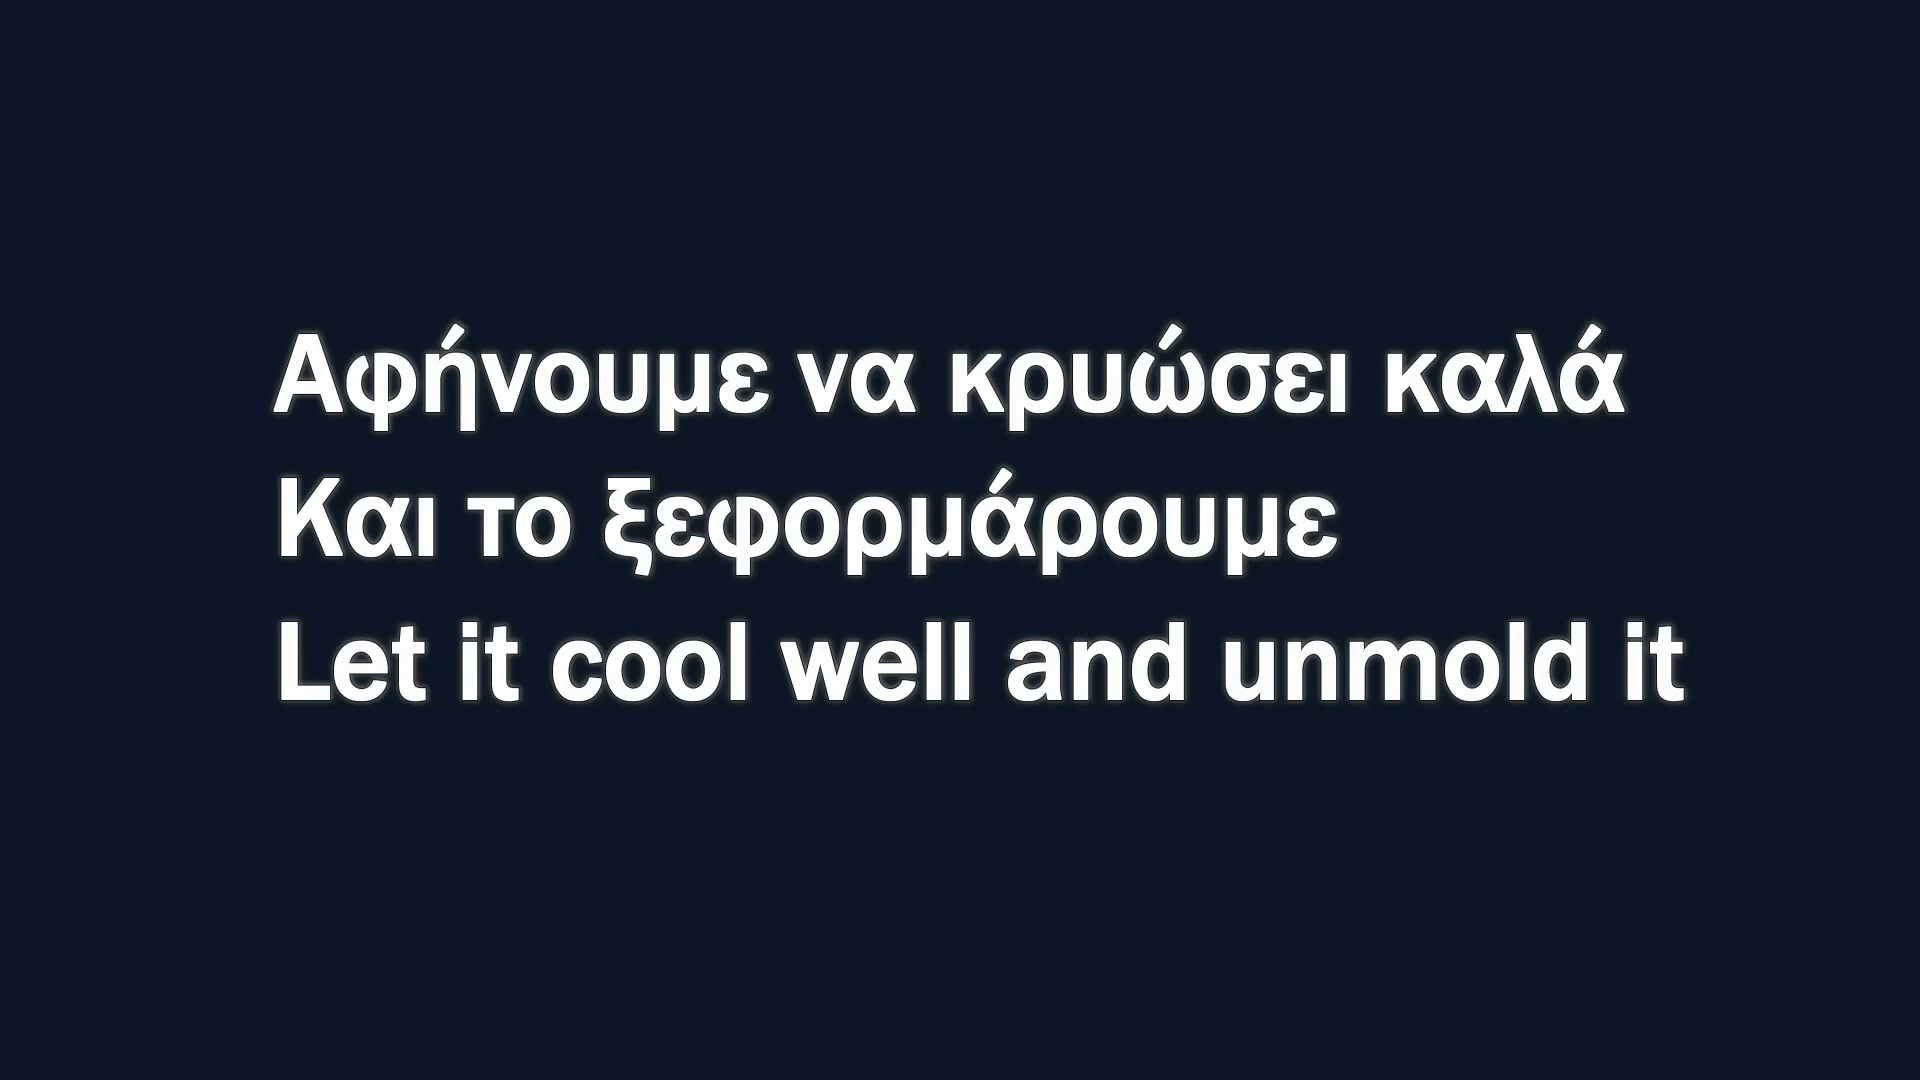 Αφήνουμε να κρυώσει καλά
Και το ξεφορμάρουμε
Let it cool well and unmold it